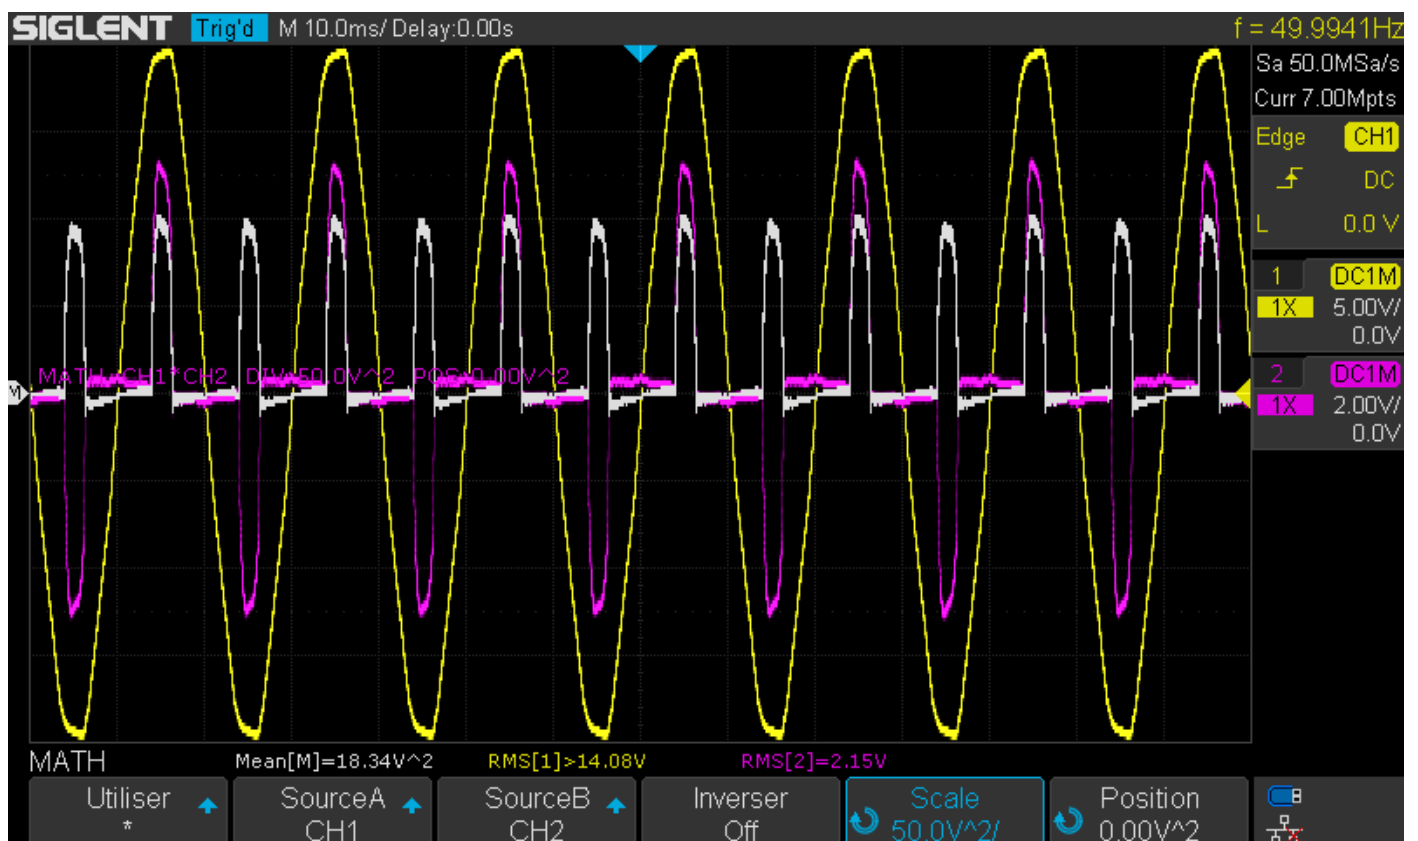 SIGLENT Trig'd M 10.0ms/ Delay:0.00s f = 49.9941Hz
Sa 50.0MSa/s
Curr 7.00Mpts
Edge CH1
DC
L 0.0 V
1 DC1M
1X 5.00V/
0.0V
MATH CH1*CH2 DIV=50.0V^2 POS=0.00V^2
2 DC1M
M
1X 2.00V/
0.0V
MATH Mean[M]=18.34V^2 RMS[1]>14.08V RMS[2]=2.15V
Utiliser SourceA SourceB Inverser Scale Position
* CH1 CH2 Off 50.0V^2/ 0.00V^2